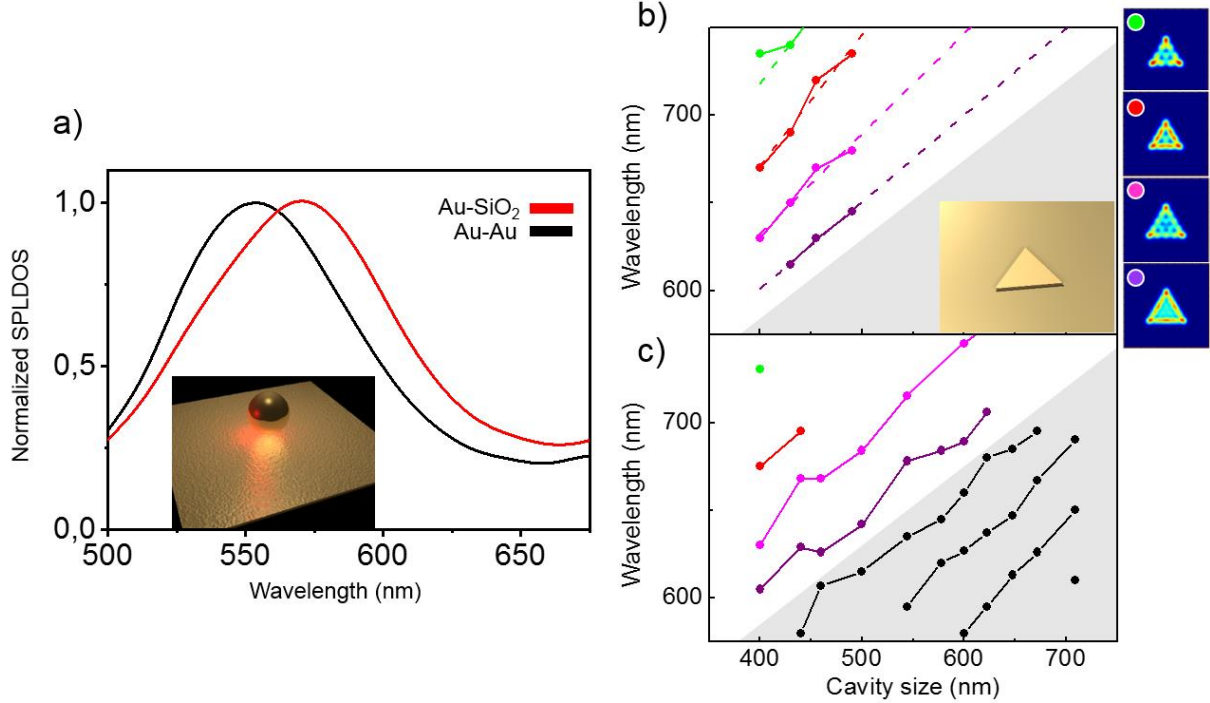 a)
Normalized SPLDOS
1,0
0,5
0,0
Au-SiO2
Au-Au
500
550
600
650
Wavelength (nm)
b)
Wavelength (nm)
700
600
c)
Wavelength (nm)
700
600
400
500
600
700
Cavity size (nm)